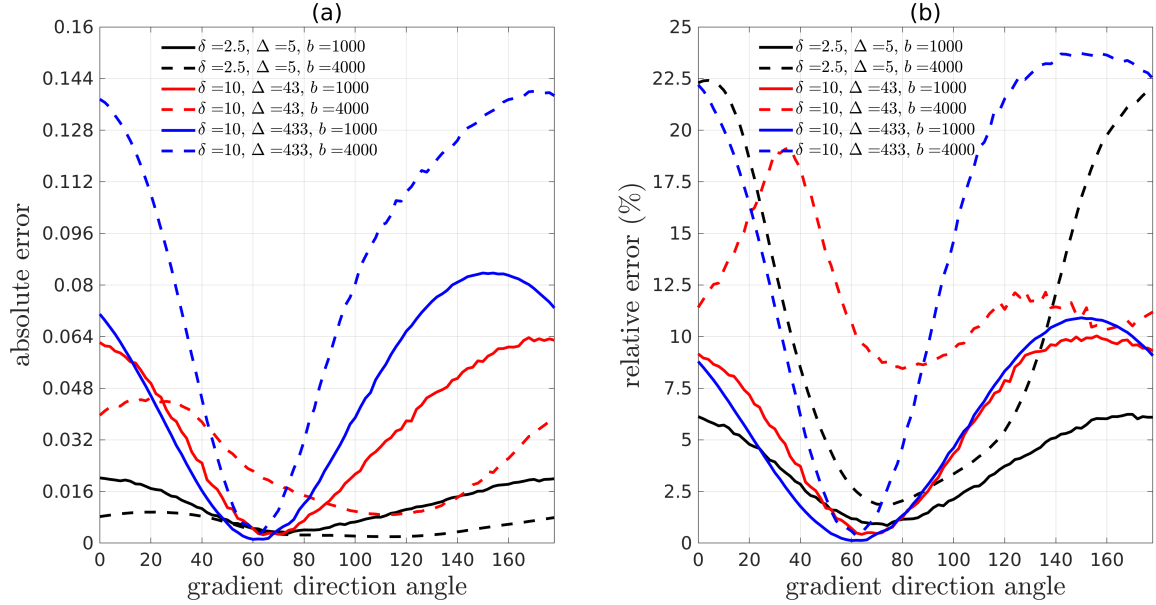 (a)
0.16
0.144
0.128
0.112
0.096
0.08
0.064
0.048
0.032
0.016
0
absolute error
δ =2.5, Δ =5, b =1000
δ =2.5, Δ =5, b =4000
δ =10, Δ =43, b =1000
δ =10, Δ =43, b =4000
δ =10, Δ =433, b =1000
δ =10, Δ =433, b =4000
0 20 40 60 80 100 120 140 160
gradient direction angle
(b)
25
22.5
20
17.5
15
12.5
10
7.5
5
2.5
0
relative error (%)
δ =2.5, Δ =5, b =1000
δ =2.5, Δ =5, b =4000
δ =10, Δ =43, b =1000
δ =10, Δ =43, b =4000
δ =10, Δ =433, b =1000
δ =10, Δ =433, b =4000
0 20 40 60 80 100 120 140 160
gradient direction angle